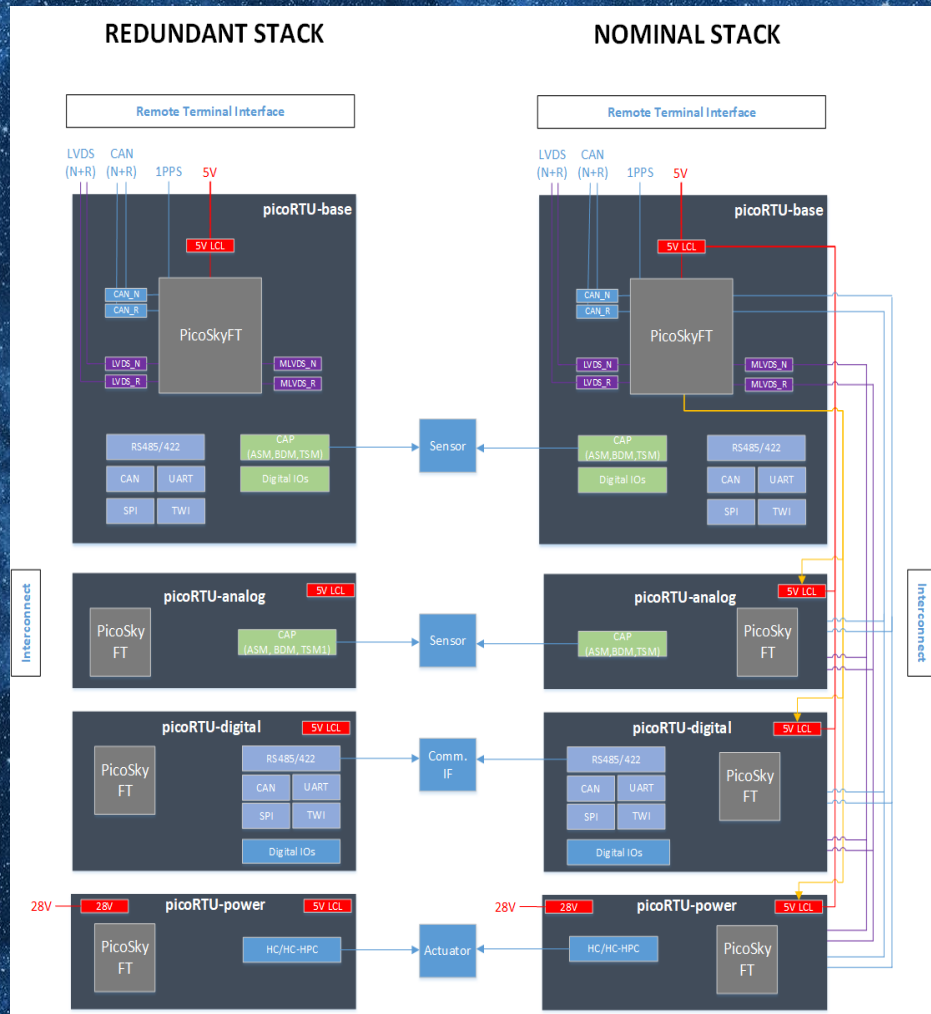 REDUNDANT STACK
NOMINAL STACK
Remote Terminal Interface
Remote Terminal Interface
LVDS
(N+R)
CAN
(N+R)
1PPS
5V
LVDS
(N+R)
CAN
(N+R)
1PPS
5V
picoRTU-base
5V LCL
CAN_N
CAN_R
PicoSkyFT
LVDS_N
LVDS_R
MLVDS_N
MLVDS_R
RS485/422
CAN
UART
SPI
TWI
CAP
(ASM,BDM,TSM)
Digital IOs
Sensor
picoRTU-base
5V LCL
CAN_N
CAN_R
PicoSkyFT
LVDS_N
LVDS_R
MLVDS_N
MLVDS_R
CAP
(ASM,BDM,TSM)
Digital IOs
RS485/422
CAN
UART
SPI
TWI
Interconnect
Interconnect
picoRTU-analog
5V LCL
PicoSky
FT
CAP
(ASM, BDM, TSM1)
Sensor
picoRTU-analog
5V LCL
CAP
(ASM,BDM,TSM)
PicoSky
FT
picoRTU-digital
5V LCL
PicoSky
FT
RS485/422
CAN
UART
SPI
TWI
Digital IOs
Comm.
IF
picoRTU-digital
5V LCL
RS485/422
CAN
UART
SPI
TWI
Digital IOs
PicoSky
FT
28V
28V
picoRTU-power
5V LCL
PicoSky
FT
HC/HC-HPC
Actuator
28V
28V
picoRTU-power
5V LCL
HC/HC-HPC
PicoSky
FT